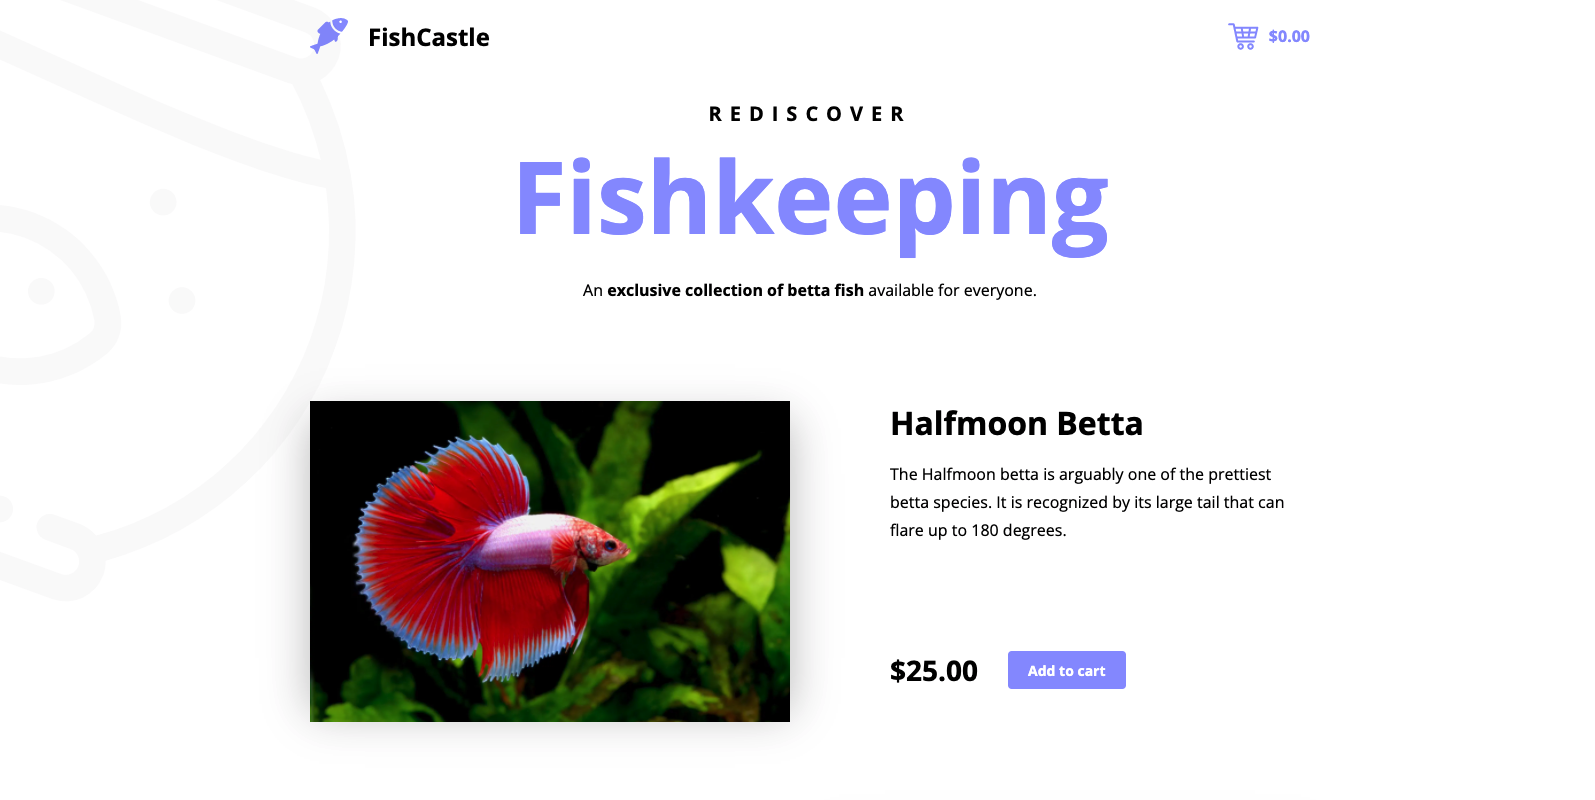 FishCastle
$0.00
REDISCOVER
Fishkeeping
An exclusive collection of betta fish available for everyone.
Halfmoon Betta
The Halfmoon betta is arguably one of the prettiest
betta species. It is recognized by its large tail that can
flare up to 180 degrees.
$25.00
Add to cart